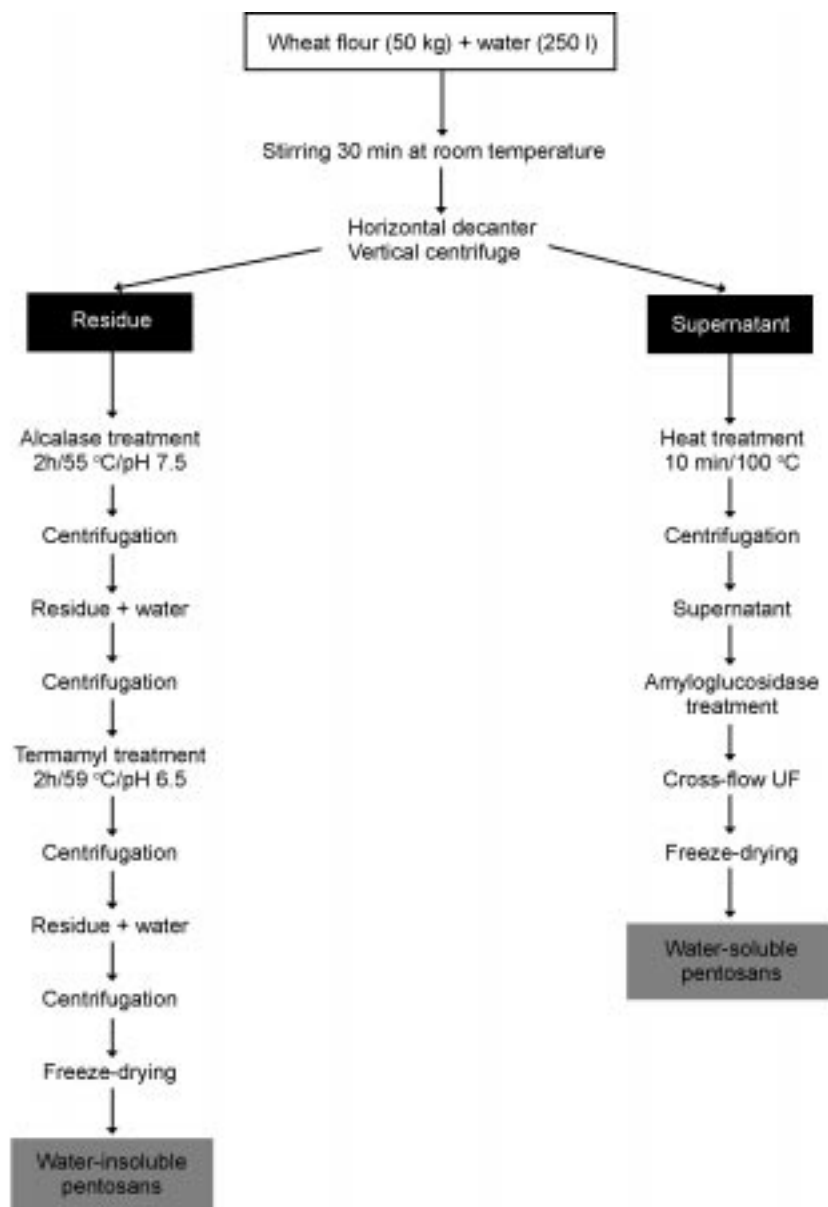 Wheat flour (50 kg) + water (250 l)
Stirring 30 min at room temperature
Horizontal decanter
Vertical centrifuge
Residue
Alcalase treatment
2h/55 °C/pH 7.5
Centrifugation
Residue + water
Centrifugation
Termamyl treatment
2h/59 °C/pH 6.5
Centrifugation
Residue + water
Centrifugation
Freeze-drying
Water-insoluble
pentosans
Supernatant
Heat treatment
10 min/100 °C
Centrifugation
Supernatant
Amyloglucosidase
treatment
Cross-flow UF
Freeze-drying
Water-soluble
pentosans